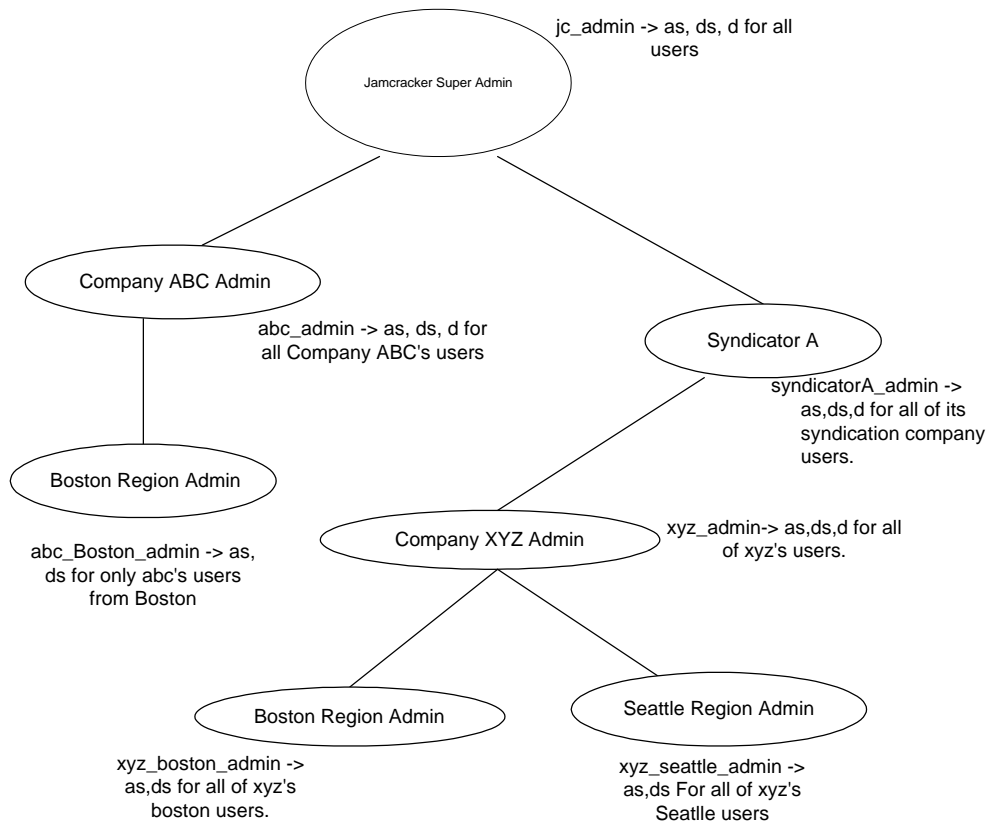 jc_admin -> as, ds, d for all
users
Jamcracker Super Admin
Company ABC Admin
abc_admin -> as, ds, d for
all Company ABC's users
Syndicator A
syndicatorA_admin ->
as,ds,d for all of its
syndication company
users.
Boston Region Admin
abc_Boston_admin -> as,
ds for only abc's users
from Boston
Company XYZ Admin
xyz_admin-> as,ds,d for all
of xyz's users.
Boston Region Admin
xyz_boston_admin ->
as,ds for all of xyz's
boston users.
Seattle Region Admin
xyz_seattle_admin ->
as,ds For all of xyz's
Seatlle users